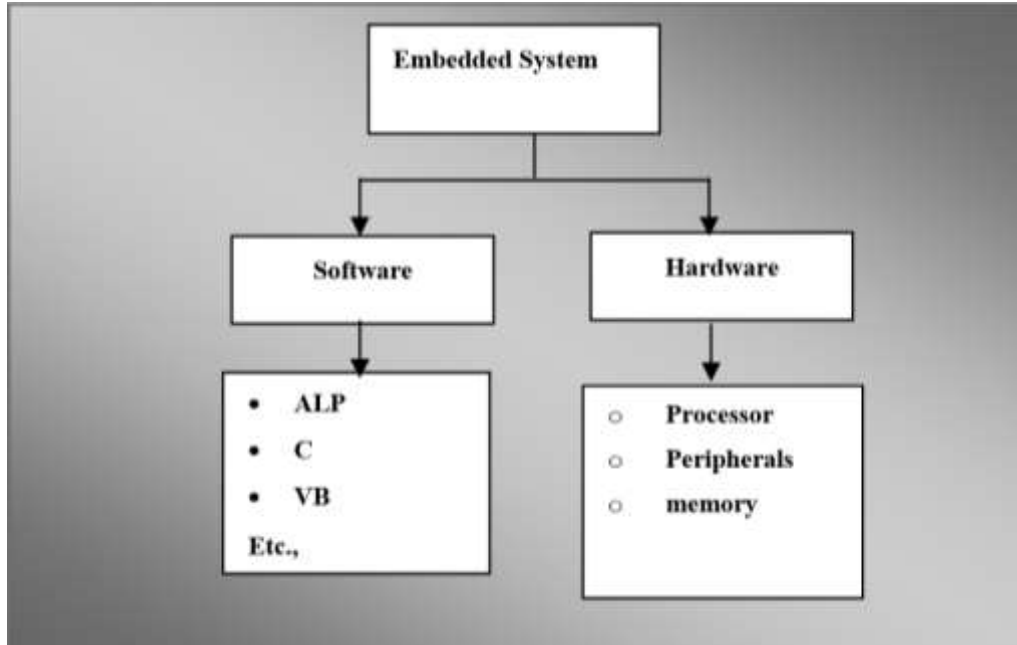 Embedded System
Software
Hardware
• ALP
• C
• VB
Etc.,
o Processor
o Peripherals
o memory